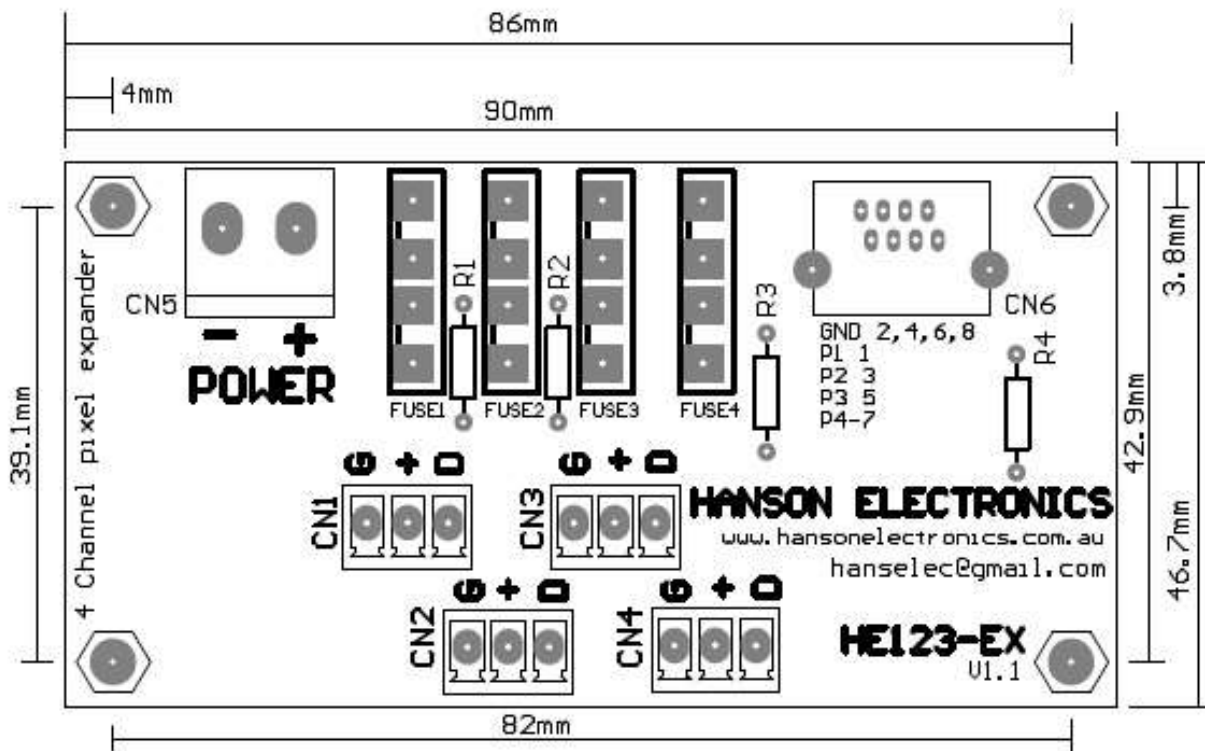 86mm
4mm
90mm
3.8mm
39.1mm
42.9mm
46.7mm
82mm
4 Channel pixel expander
CN5
- +
POWER
FUSE1
R1
FUSE2
R2
FUSE3
FUSE4
R3
CN6
GND 2,4,6,8
P1 1
P2 3
P3 5
P4-7
R4
G + D
CN1
G + D
CN3
HANSON ELECTRONICS
www.hansonelectronics.com.au
hanselec@gmail.com
G + D
CN2
G + D
CN4
HE123-EX
V1.1